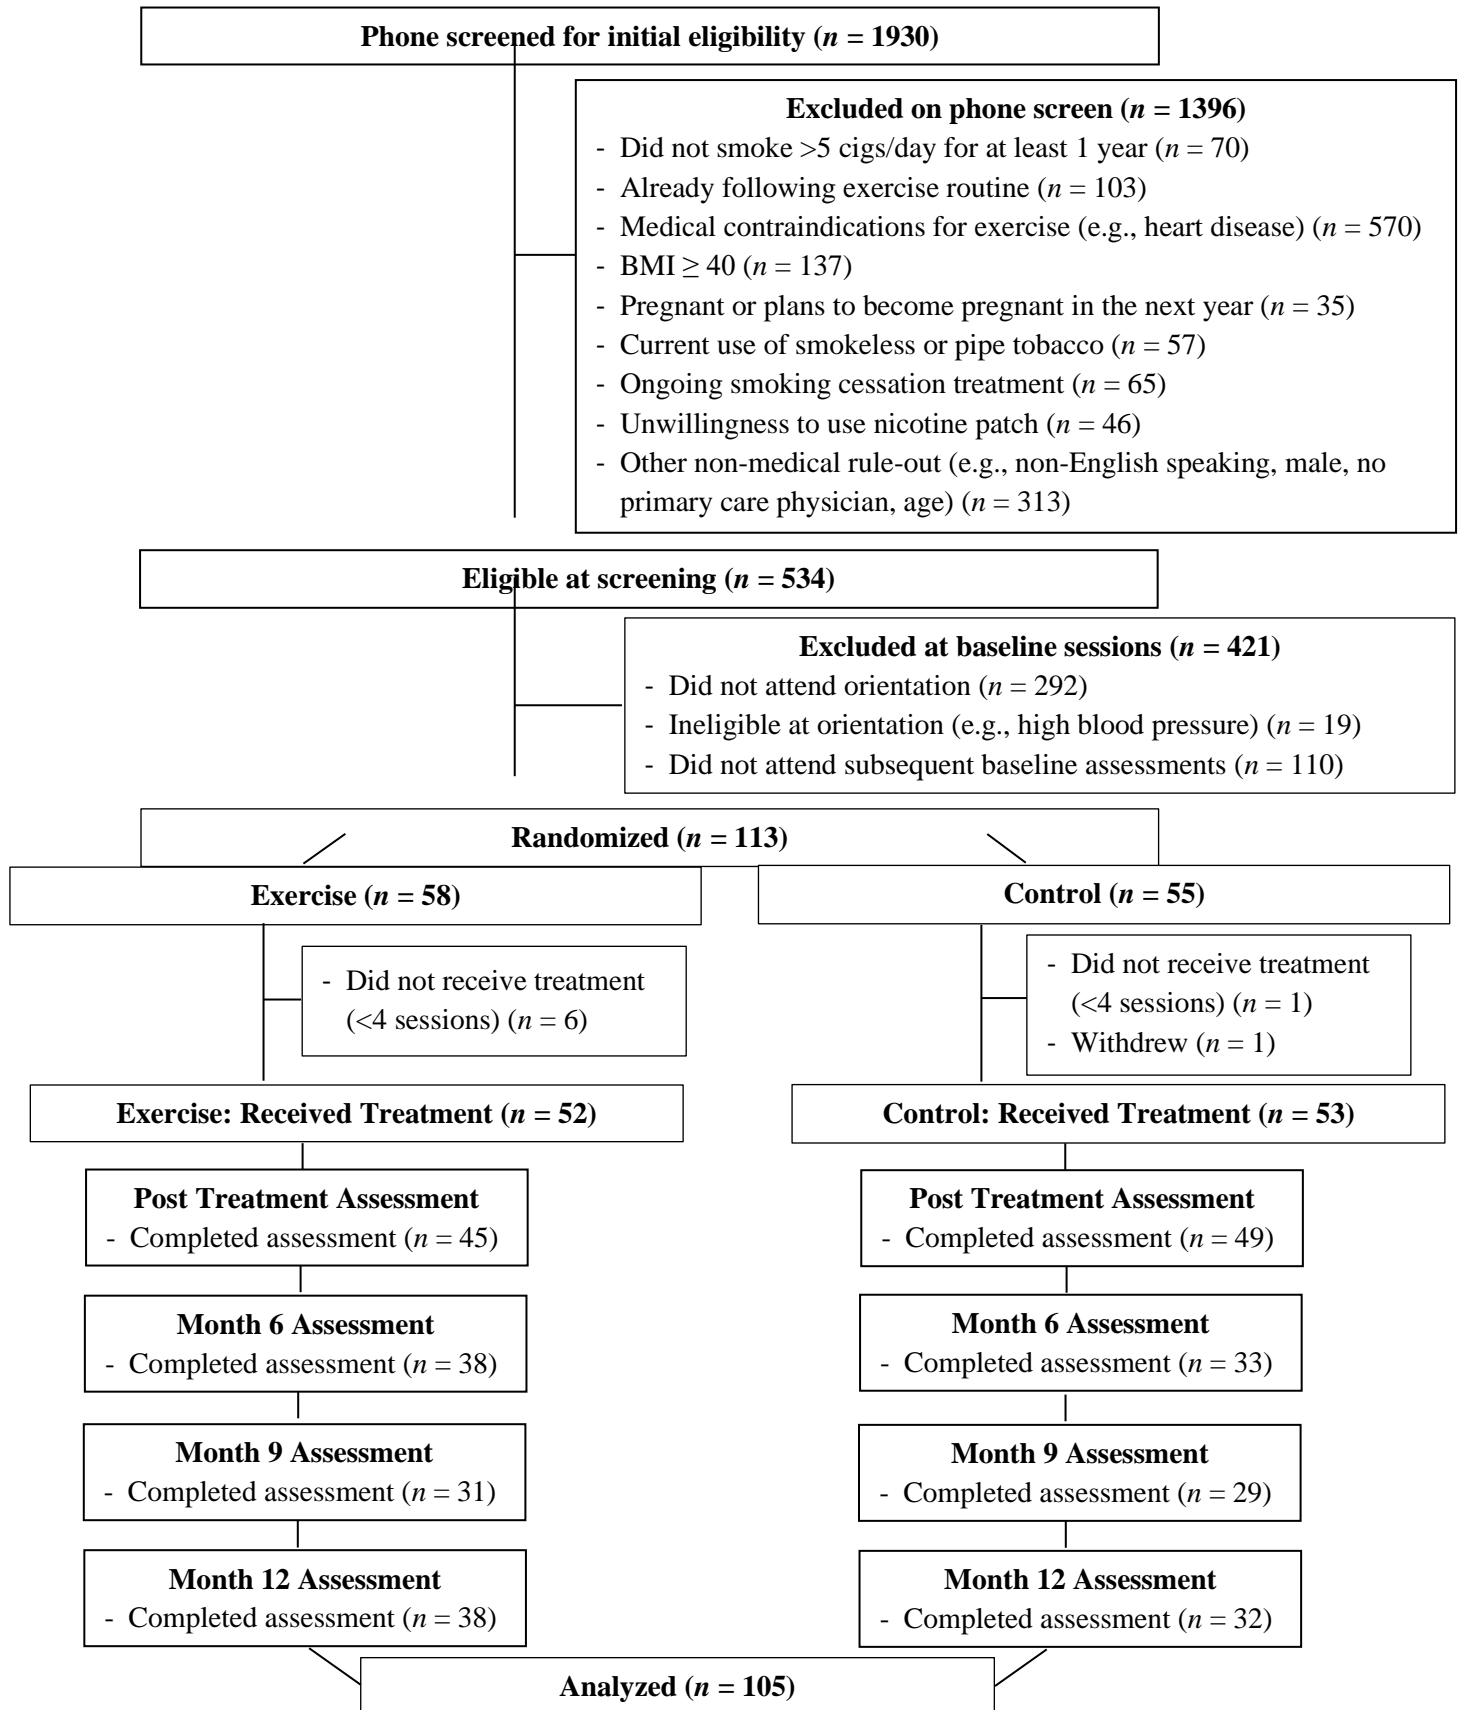 Phone screened for initial eligibility (n = 1930)
Excluded on phone screen (n = 1396)
- Did not smoke >5 cigs/day for at least 1 year (n = 70)
- Already following exercise routine (n = 103)
- Medical contraindications for exercise (e.g., heart disease) (n = 570)
- BMI ≥ 40 (n = 137)
- Pregnant or plans to become pregnant in the next year (n = 35)
- Current use of smokeless or pipe tobacco (n = 57)
- Ongoing smoking cessation treatment (n = 65)
- Unwillingness to use nicotine patch (n = 46)
- Other non-medical rule-out (e.g., non-English speaking, male, no
primary care physician, age) (n = 313)
Eligible at screening (n = 534)
Excluded at baseline sessions (n = 421)
- Did not attend orientation (n = 292)
- Ineligible at orientation (e.g., high blood pressure) (n = 19)
- Did not attend subsequent baseline assessments (n = 110)
Randomized (n = 113)
Exercise (n = 58)
- Did not receive treatment
(<4 sessions) (n = 6)
Exercise: Received Treatment (n = 52)
Post Treatment Assessment
- Completed assessment (n = 45)
Month 6 Assessment
- Completed assessment (n = 38)
Month 9 Assessment
- Completed assessment (n = 31)
Month 12 Assessment
- Completed assessment (n = 38)
Control (n = 55)
- Did not receive treatment
(<4 sessions) (n = 1)
- Withdrew (n = 1)
Control: Received Treatment (n = 53)
Post Treatment Assessment
- Completed assessment (n = 49)
Month 6 Assessment
- Completed assessment (n = 33)
Month 9 Assessment
- Completed assessment (n = 29)
Month 12 Assessment
- Completed assessment (n = 32)
Analyzed (n = 105)